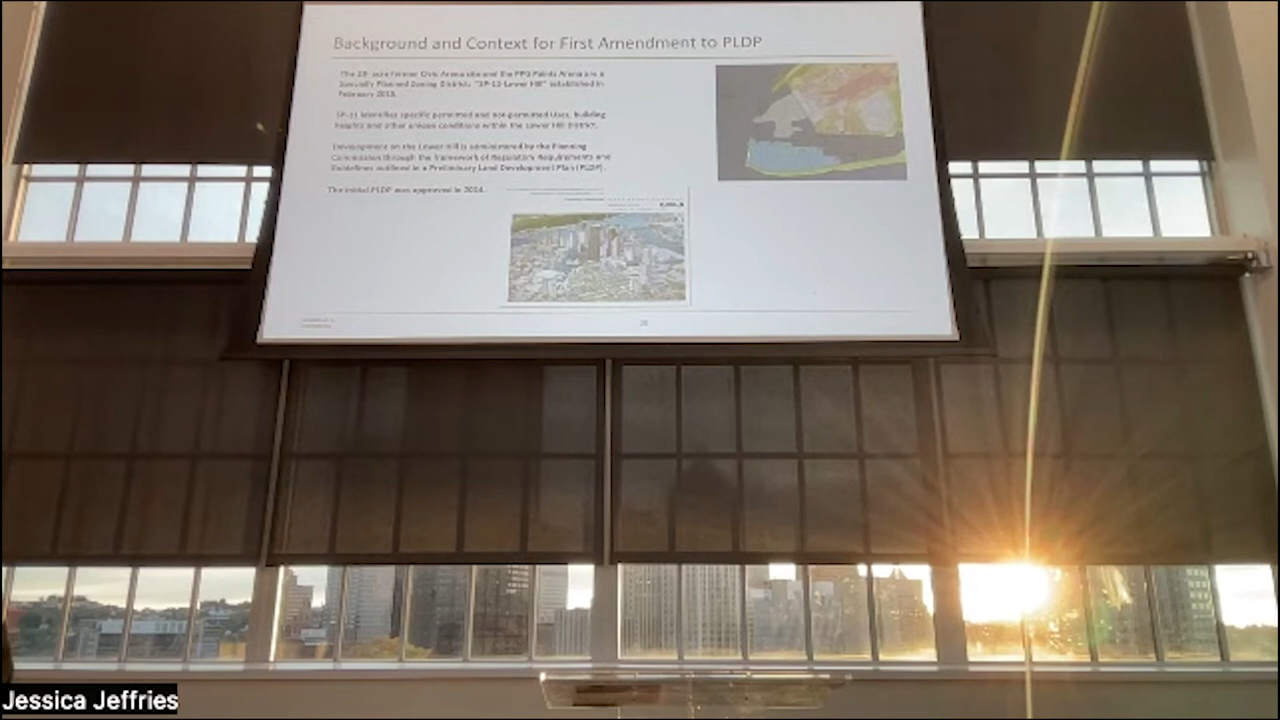 Background and Context for First Amendment to PLDP
The 28- acre former Civic Arena site and the PPG Paints Arena are a
Specially Planned Zoning District: "SP-11-Lower Hill" established in
February 2015.
SP-11 identifies specific permitted and not-permitted Uses, building
heights and other unique conditions within the Lower Hill District.
Development on the Lower Hill is administered by the Planning
Commission through the framework of Regulatory Requirements and
Guidelines outlined in a Preliminary Land Development Plan (PLDP).
The initial PLDP was approved in 2014.
Jessica Jeffries